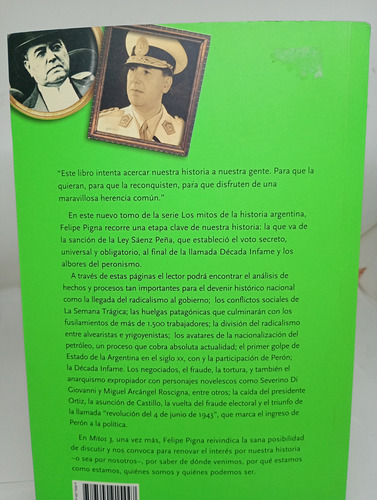 "Este libro intenta acercar nuestra historia a nuestra gente. Para que la
quieran, para que la reconquisten, para que disfruten de una
maravillosa herencia común."
En este nuevo tomo de la serie Los mitos de la historia argentina,
Felipe Pigna recorre una etapa clave de nuestra historia: la que va de
la sanción de la Ley Sáenz Peña, que estableció el voto secreto,
universal y obligatorio, al final de la llamada Década Infame y los
albores del peronismo.
A través de estas páginas el lector podrá encontrar el análisis de
hechos y procesos tan importantes para el devenir histórico nacional
como la llegada del radicalismo al gobierno; los conflictos sociales de
La Semana Trágica; las huelgas patagónicas que culminarán con los
fusilamientos de más de 1.500 trabajadores; la división del radicalismo
entre alvearistas e yrigoyenistas; los avatares de la nacionalización del
petróleo, un proceso que cobra absoluta actualidad; el primer golpe de
Estado de la Argentina en el siglo XX, con y la participación de Perón;
la Década Infame. Los negociados, el fraude, la tortura, y también el
anarquismo expropiador con personajes novelescos como Severino Di
Giovanni y Miguel Arcángel Roscigna, entre otros; la caída del presidente
Ortiz, la asunción de Castillo, la vuelta del fraude electoral y el triunfo de
la llamada "revolución del 4 de junio de 1943", que marca el ingreso de
Perón a la política.
En Mitos 3, una vez más, Felipe Pigna reivindica la sana posibilidad
de discutir y nos convoca para renovar el interés por nuestra historia
–o sea por nosotros–, por saber de dónde venimos, por qué estamos
como estamos, quiénes somos y quiénes podemos ser.